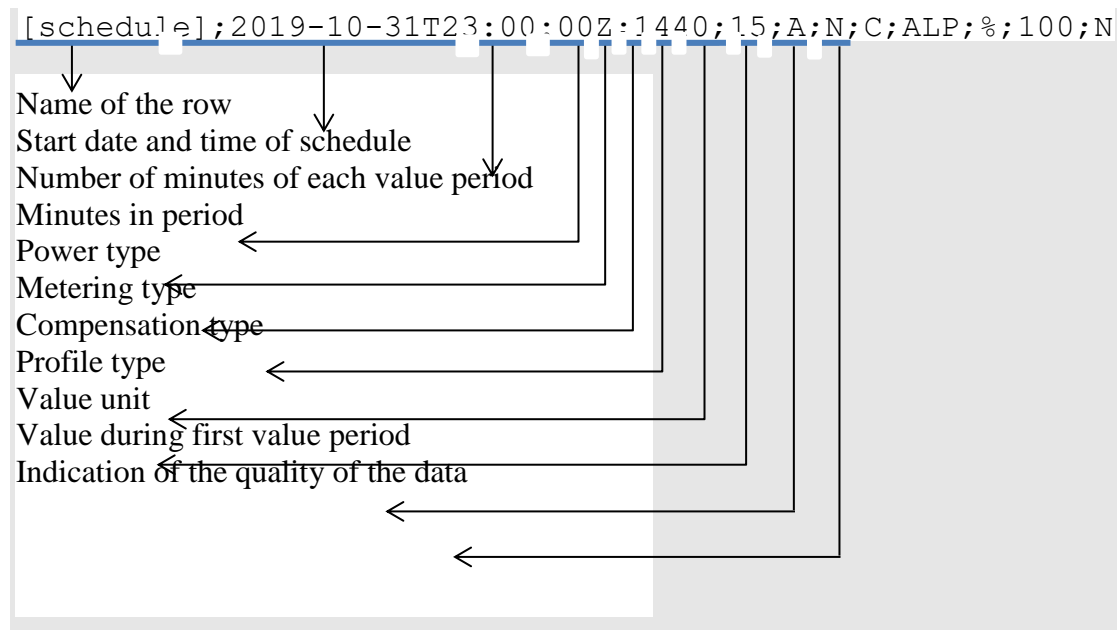 [schedule];2019-10-31T23:00:00Z;1440;15;A;N;C;ALP;%;100;N
Name of the row
Start date and time of schedule
Number of minutes of each value period
Minutes in period
Power type
Metering type
Compensation type
Profile type
Value unit
Value during first value period
Indication of the quality of the data